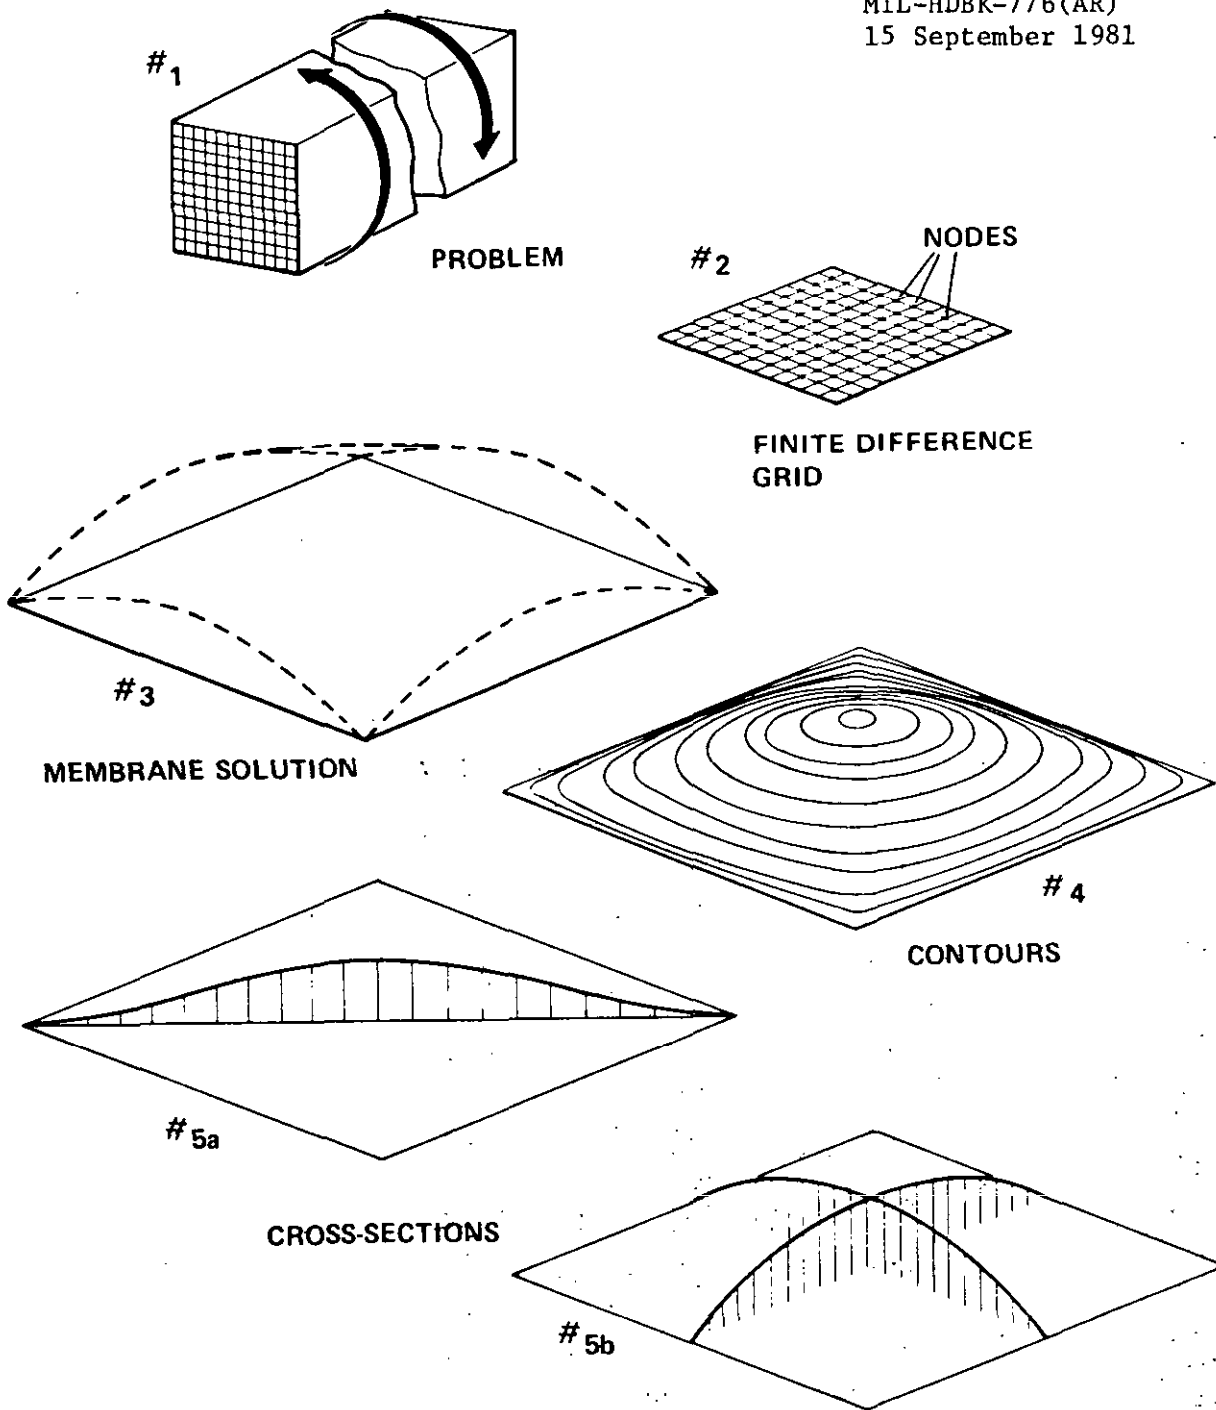 MIL-HDBK-776(AR)
15 September 1981
#1
PROBLEM
#2
NODES
FINITE DIFFERENCE
GRID
#3
MEMBRANE SOLUTION
#4
CONTOURS
#5a
CROSS-SECTIONS
#5b